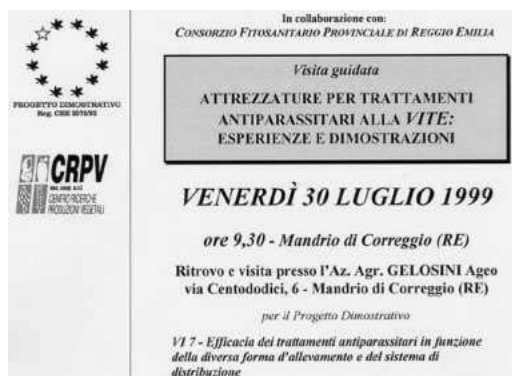 In collaborazione con:
CONSORZIO FITOSANITARIO PROVINCIALE DI REGGIO EMILIA
PROGETTO DIMOSTRATIVO
Reg. CEE 2078/92
CRPV
CENTRO RICERCHE
PRODUZIONI VEGETALI
Visita guidata
ATTREZZATURE PER TRATTAMENTI
ANTIPARASSITARI ALLA VITE:
ESPERIENZE E DIMOSTRAZIONI
VENERDÌ 30 LUGLIO 1999
ore 9,30 - Mandrio di Correggio (RE)
Ritrovo e visita presso l'Az. Agr. GELOSINI Ageo
via Centododici, 6 - Mandrio di Correggio (RE)
per il Progetto Dimostrativo
VI 7 - Efficacia dei trattamenti antiparassitari in funzione
della diversa forma d'allevamento e del sistema di
distribuzione